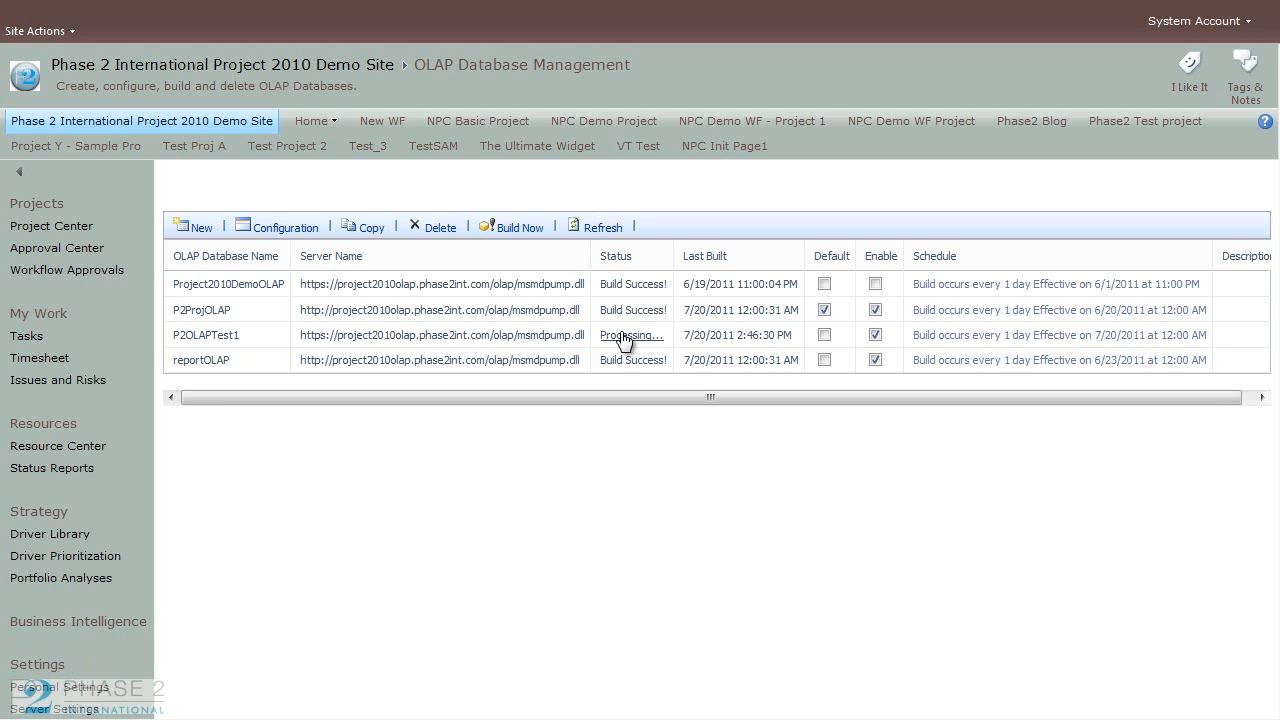 System Account
Site Actions
Phase 2 International Project 2010 Demo Site OLAP Database Management
Create, configure, build and delete OLAP Databases.
I Like It
Tags & Notes
Phase 2 International Project 2010 Demo Site Home New WF NPC Basic Project NPC Demo Project NPC Demo WF - Project 1 NPC Demo WF Project Phase2 Blog Phase2 Test project
Project Y - Sample Pro Test Proj A Test Project 2 Test_3 TestSAM The Ultimate Widget VT Test NPC Init Page1
Projects
Project Center
Approval Center
Workflow Approvals
My Work
Tasks
Timesheet
Issues and Risks
Resources
Resource Center
Status Reports
Strategy
Driver Library
Driver Prioritization
Portfolio Analyses
Business Intelligence
Settings
Personal Settings
Server Settings
New | Configuration | Copy | Delete | Build Now | Refresh |
OLAP Database Name Server Name Status Last Built Default Enable Schedule Description
Project2010DemoOLAP https://project2010olap.phase2int.com/olap/msmdpump.dll Build Success! 6/19/2011 11:00:04 PM Build occurs every 1 day Effective on 6/1/2011 at 11:00 PM
P2ProjOLAP http://project2010olap.phase2int.com/olap/msmdpump.dll Build Success! 7/20/2011 12:00:31 AM Build occurs every 1 day Effective on 6/20/2011 at 12:00 AM
P2OLAPTest1 https://project2010olap.phase2int.com/olap/msmdpump.dll Processing... 7/20/2011 2:46:30 PM Build occurs every 1 day Effective on 7/20/2011 at 12:00 AM
reportOLAP http://project2010olap.phase2int.com/olap/msmdpump.dll Build Success! 7/20/2011 12:00:31 AM Build occurs every 1 day Effective on 6/23/2011 at 12:00 AM
2 PHASE 2
INTERNATIONAL